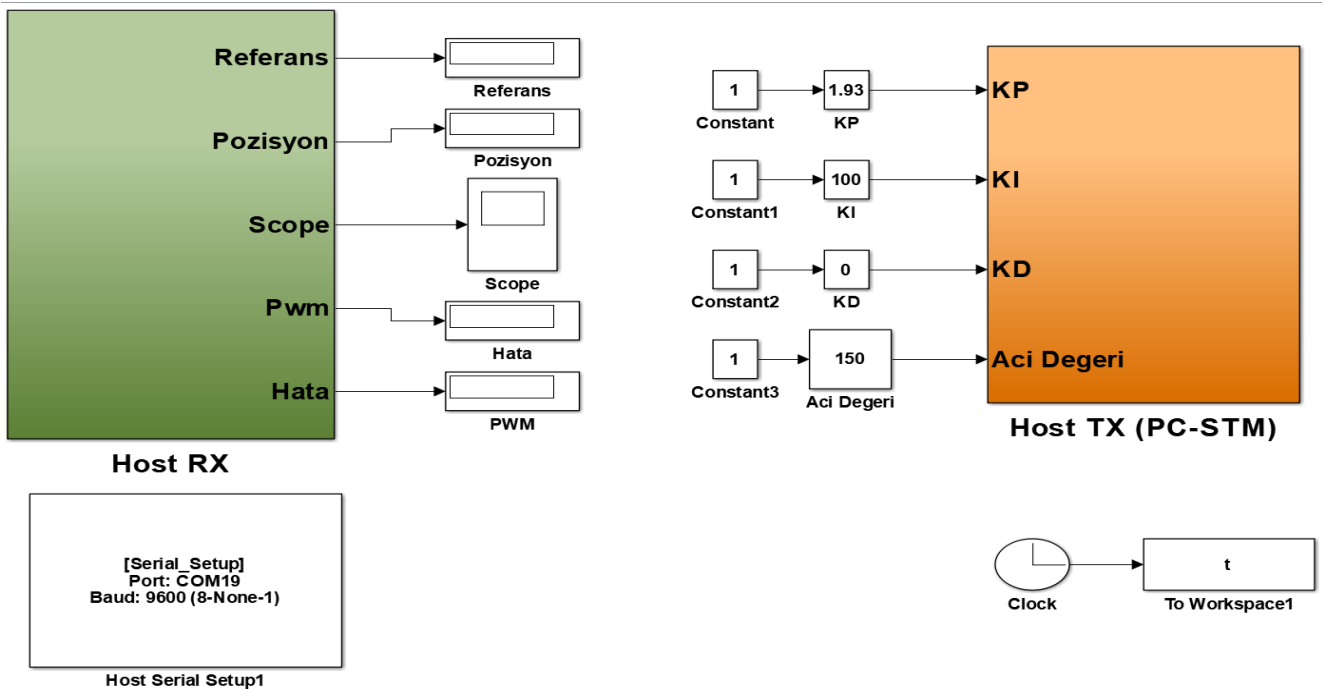 Referans
Referans
Pozisyon
Pozisyon
Scope
Scope
Pwm
Hata
Hata
PWM
Host RX
[Serial_Setup]
Port: COM19
Baud: 9600 (8-None-1)
Host Serial Setup1
1
Constant
1.93
KP
KP
1
Constant1
100
KI
KI
1
Constant2
0
KD
KD
1
Constant3
150
Aci Degeri
Aci Degeri
Host TX (PC-STM)
Clock
t
To Workspace1